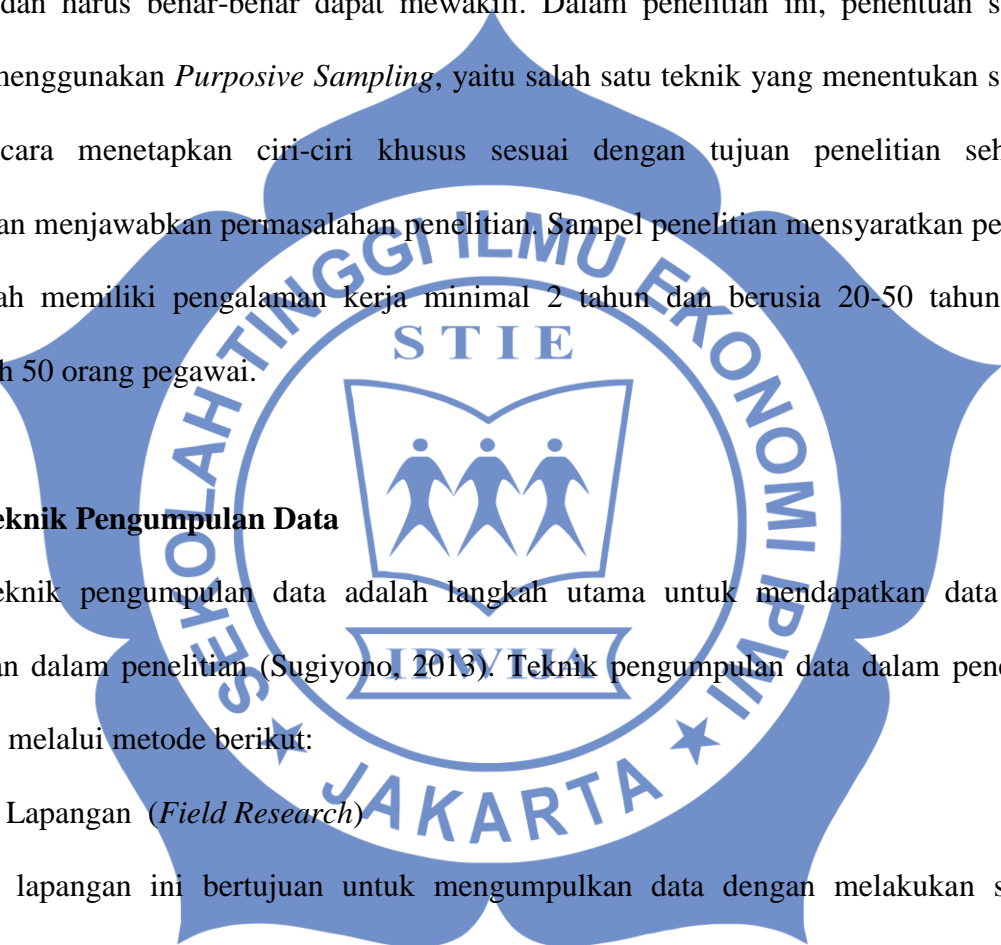 dan harus benar-benar dapat mewakili. Dalam penelitian ini, penentuan s
menggunakan Purposive Sampling, yaitu salah satu teknik yang menentukan s
cara menetapkan ciri-ciri khusus sesuai dengan tujuan penelitian seh
an menjawabkan permasalahan penelitian. Sampel penelitian mensyaratkan pe
ah memiliki pengalaman kerja minimal 2 tahun dan berusia 20-50 tahun
h 50 orang pegawai.
eknik Pengumpulan Data
eknik pengumpulan data adalah langkah utama untuk mendapatkan data
an dalam penelitian (Sugiyono, 2013). Teknik pengumpulan data dalam pene
melalui metode berikut:
Lapangan (Field Research)
lapangan ini bertujuan untuk mengumpulkan data dengan melakukan s
SEKOLAH TINGGI ILMU EKONOMI IPWI
STIE
IPWIJA
JAKARTA